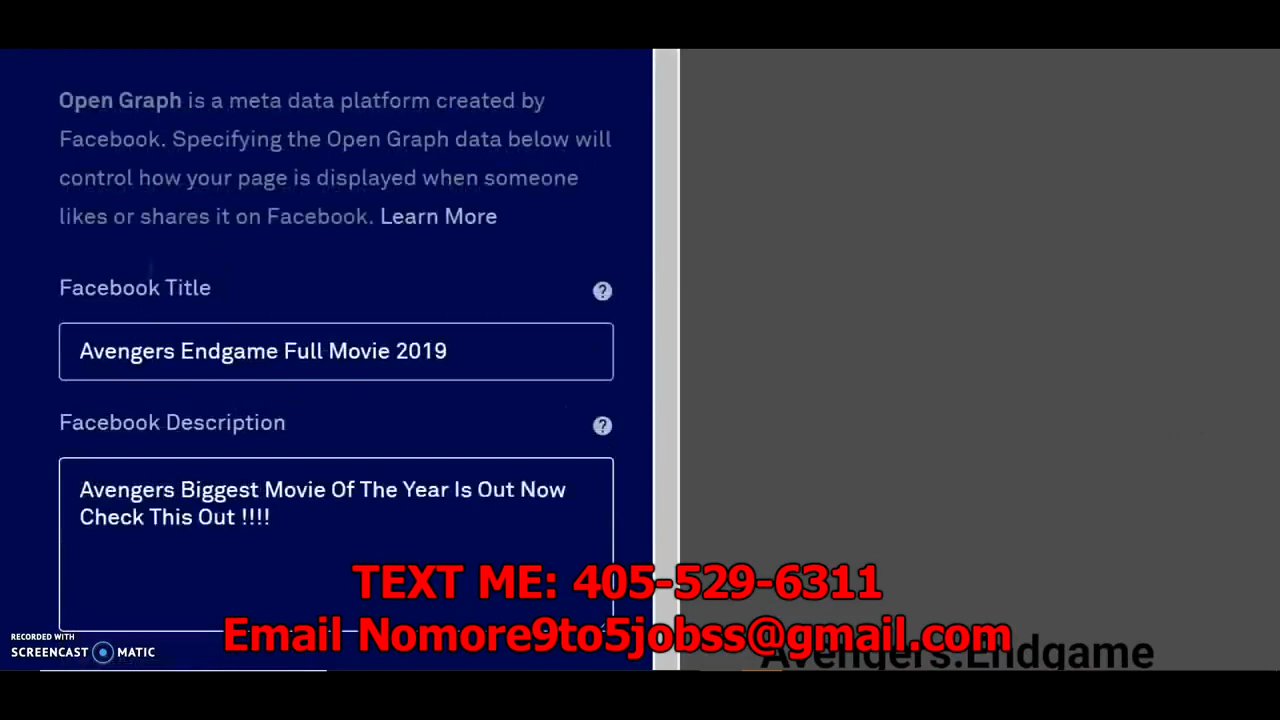 Open Graph is a meta data platform created by
Facebook. Specifying the Open Graph data below will
control how your page is displayed when someone
likes or shares it on Facebook. Learn More
Facebook Title
?
Avengers Endgame Full Movie 2019
Facebook Description
?
Avengers Biggest Movie Of The Year Is Out Now
Check This Out !!!!
TEXT ME: 405-529-6311
Email Nomore9to5jobss@gmail.com
Avengers.Endgame
RECORDED WITH
SCREENCAST MATIC